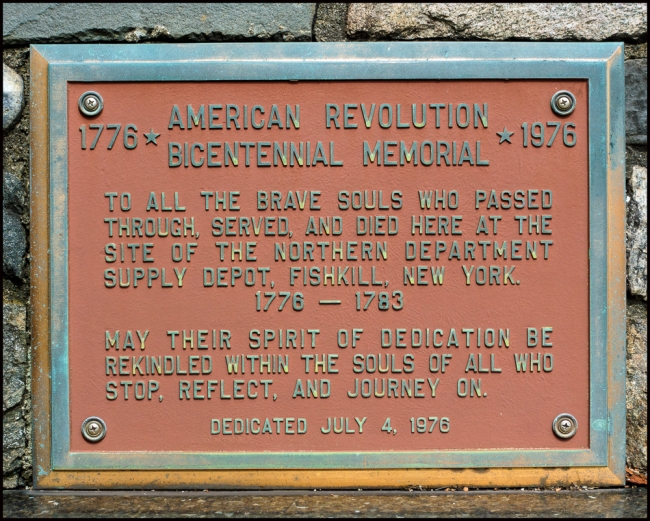 AMERICAN REVOLUTION
1776 ★ BICENTENNIAL MEMORIAL ★ 1976
TO ALL THE BRAVE SOULS WHO PASSED
THROUGH, SERVED, AND DIED HERE AT THE
SITE OF THE NORTHERN DEPARTMENT
SUPPLY DEPOT, FISHKILL, NEW YORK.
1776 — 1783
MAY THEIR SPIRIT OF DEDICATION BE
REKINDLED WITHIN THE SOULS OF ALL WHO
STOP, REFLECT, AND JOURNEY ON.
DEDICATED JULY 4, 1976